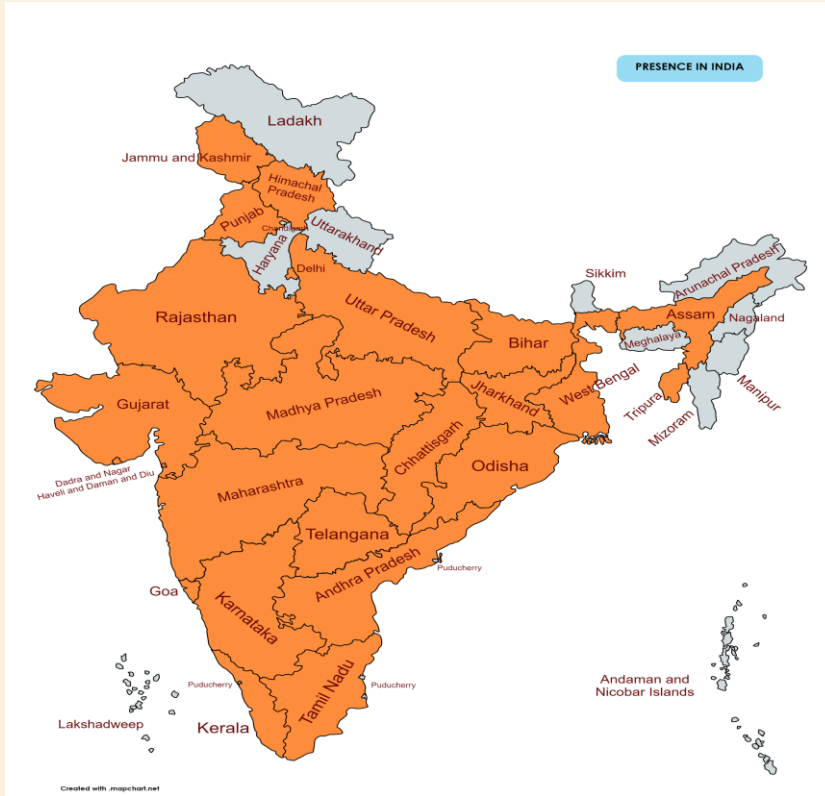 PRESENCE IN INDIA
Ladakh
Jammu and Kashmir
Himachal
Pradesh
Punjab
Chandigarh
Uttarakhand
Haryana
Delhi
Sikkim
Arunachal Pradesh
Rajasthan
Uttar Pradesh
Assam
Nagaland
Bihar
Meghalaya
Manipur
Gujarat
Madhya Pradesh
Jharkhand
West Bengal
Tripura
Mizoram
Chhattisgarh
Odisha
Dadra and Nagar
Haveli and Daman and Diu
Maharashtra
Telangana
Andhra Pradesh
Puducherry
Goa
Karnataka
Puducherry
Puducherry
Tamil Nadu
Andaman and
Nicobar Islands
Lakshadweep
Kerala
Created with .mapchart.net